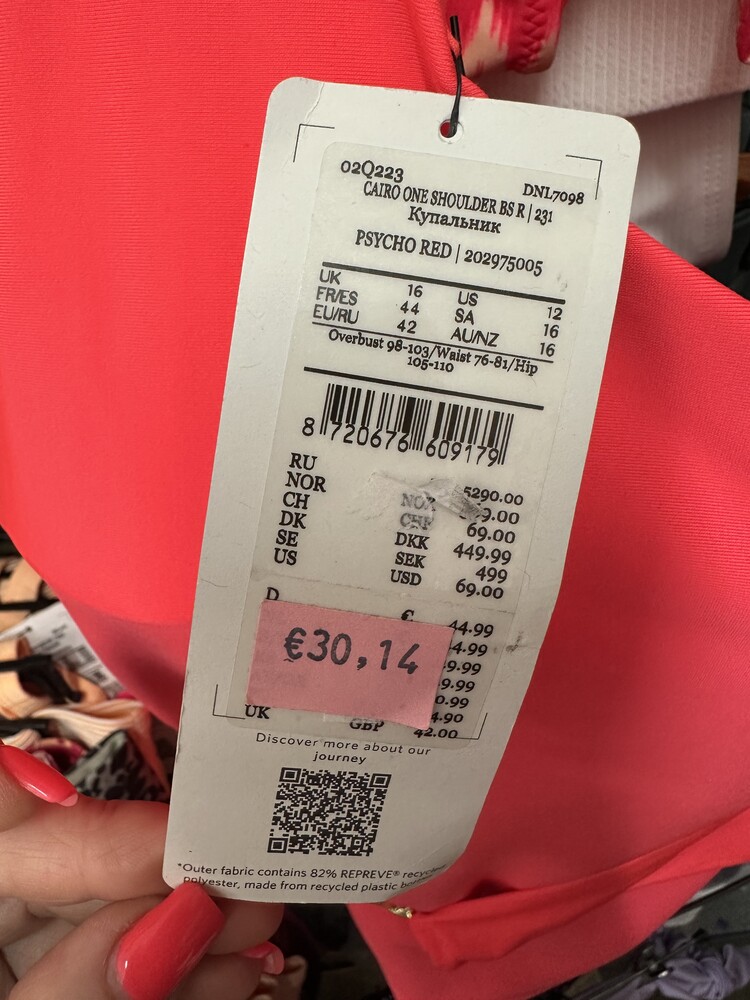 02Q223 DNL7098
CAIRO ONE SHOULDER BS R | 231
Купальник
PSYCHO RED | 202975005
UK 16 US 12
FR/ES 44 SA 16
EU/RU 42 AU/NZ 16
Overbust 98-103/Waist 76-81/Hip
105-110
8 720676 609179
RU 5290.00
NOR
CH 69.00
DK DKK 449.99
SE SEK 499
US USD 69.00
D € 44.99
€30,14
UK GBP 42.00
Discover more about our
journey
*Outer fabric contains 82% REPREVE® recycled
polyester, made from recycled plastic